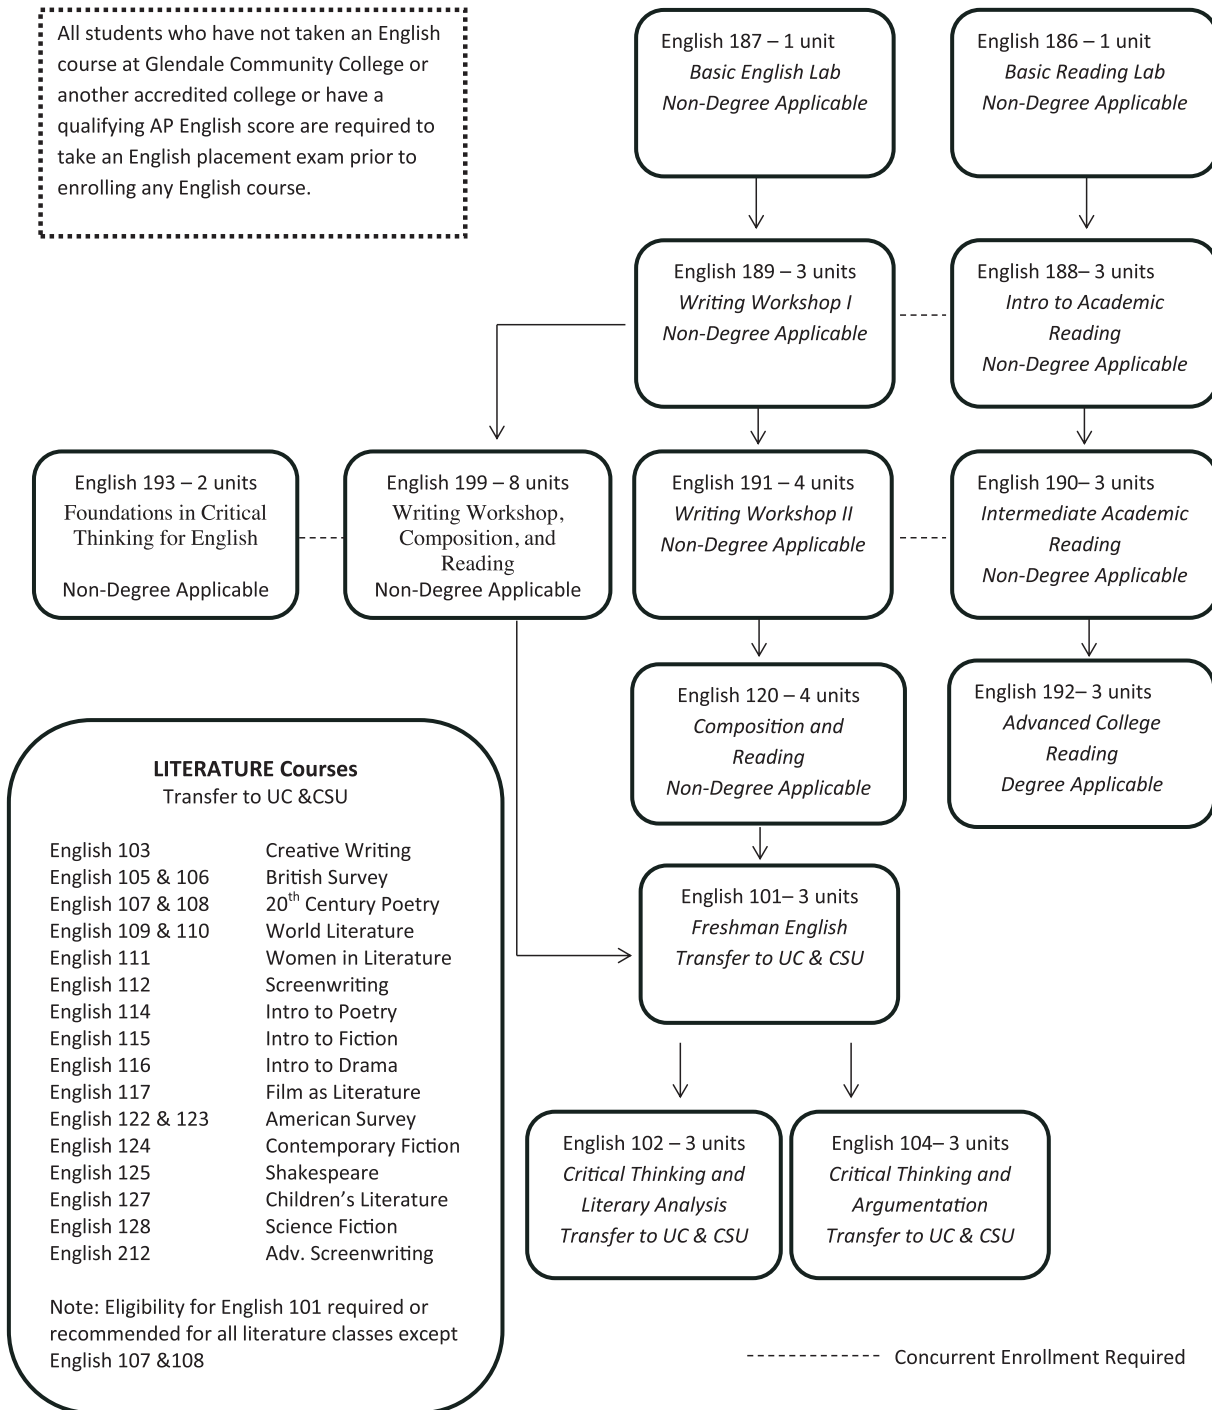 All students who have not taken an English
course at Glendale Community College or
another accredited college or have a
qualifying AP English score are required to
take an English placement exam prior to
enrolling any English course.
English 187 – 1 unit
Basic English Lab
Non-Degree Applicable
English 186 – 1 unit
Basic Reading Lab
Non-Degree Applicable
English 189 – 3 units
Writing Workshop I
Non-Degree Applicable
English 188– 3 units
Intro to Academic
Reading
Non-Degree Applicable
English 193 – 2 units
Foundations in Critical
Thinking for English
Non-Degree Applicable
English 199 – 8 units
Writing Workshop,
Composition, and
Reading
Non-Degree Applicable
English 191 – 4 units
Writing Workshop II
Non-Degree Applicable
English 190– 3 units
Intermediate Academic
Reading
Non-Degree Applicable
English 120 – 4 units
Composition and
Reading
Non-Degree Applicable
English 192– 3 units
Advanced College
Reading
Degree Applicable
LITERATURE Courses
Transfer to UC &CSU
English 103 Creative Writing
English 105 & 106 British Survey
English 107 & 108 20th Century Poetry
English 109 & 110 World Literature
English 111 Women in Literature
English 112 Screenwriting
English 114 Intro to Poetry
English 115 Intro to Fiction
English 116 Intro to Drama
English 117 Film as Literature
English 122 & 123 American Survey
English 124 Contemporary Fiction
English 125 Shakespeare
English 127 Children’s Literature
English 128 Science Fiction
English 212 Adv. Screenwriting
Note: Eligibility for English 101 required or
recommended for all literature classes except
English 107 &108
English 101– 3 units
Freshman English
Transfer to UC & CSU
English 102 – 3 units
Critical Thinking and
Literary Analysis
Transfer to UC & CSU
English 104– 3 units
Critical Thinking and
Argumentation
Transfer to UC & CSU
Concurrent Enrollment Required